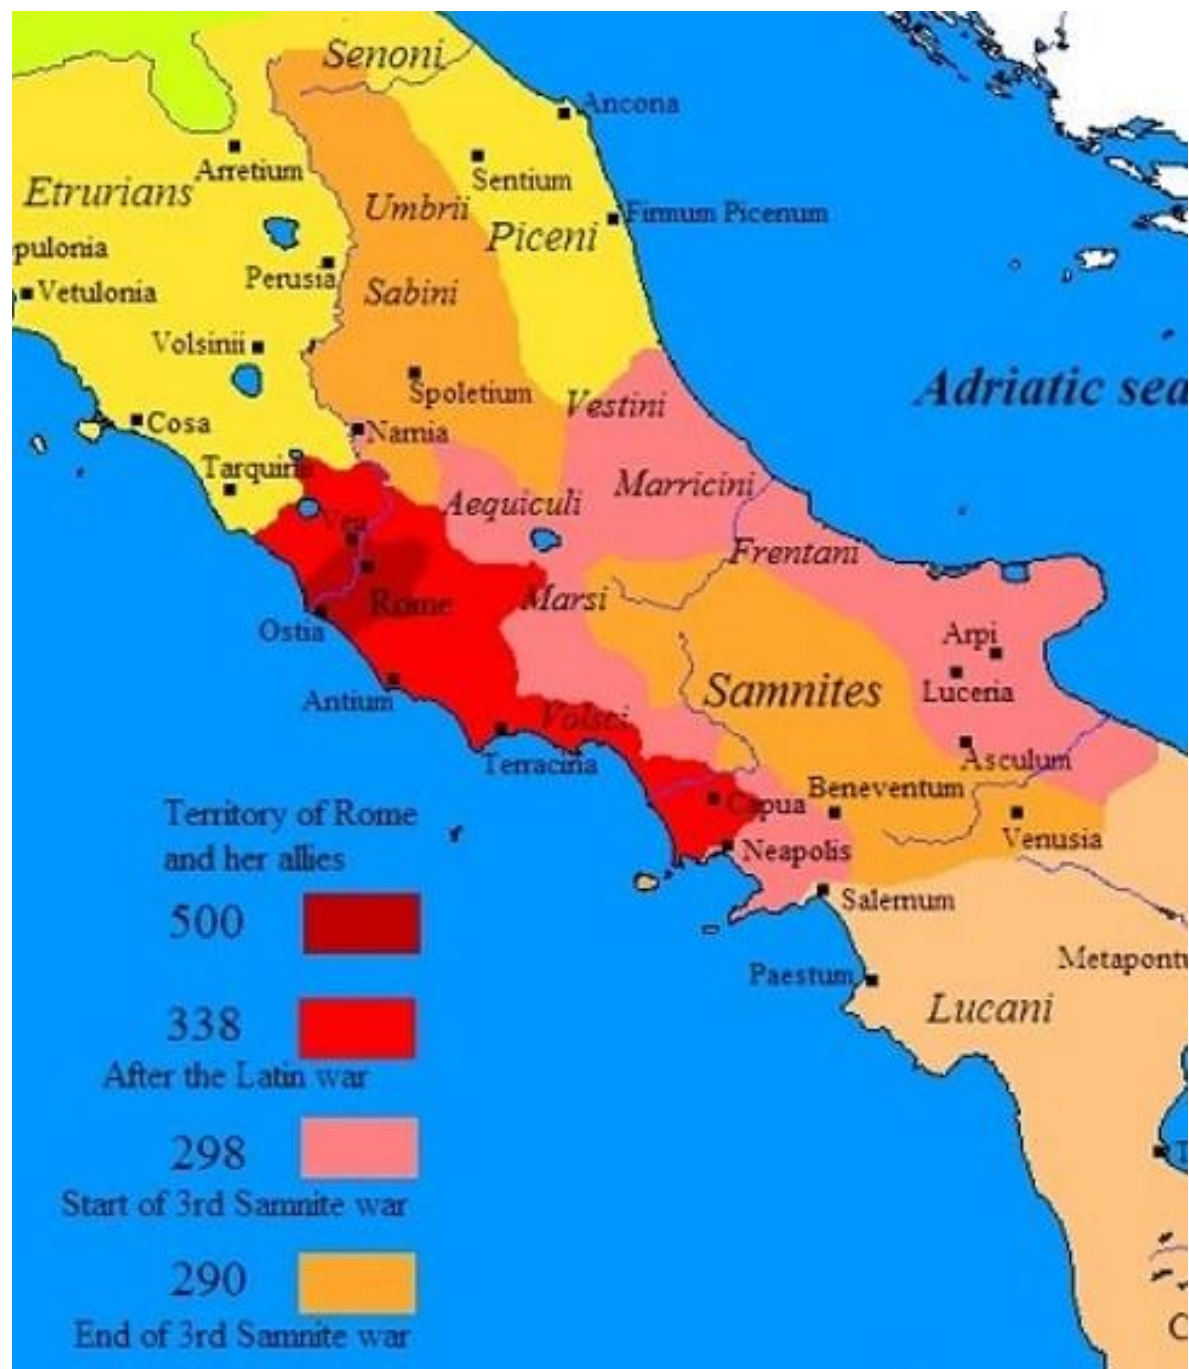 Senoni
Ancona
Arretium
Sentium
Etrurians
Umbrii
Firmum Picenum
Piceni
pulonia
Perusia
Vetulonia
Sabini
Volsinii
Spoletium
Vestini
Adriatic sea
Cosa
Narnia
Tarquinii
Marricini
Aequiculi
Veii
Frentani
Rome
Marsi
Ostia
Arpi
Luceria
Samnites
Antium
Volsci
Terracina
Asculum
Beneventum
Capua
Venusia
Neapolis
Salernum
Metapontu
Paestum
Lucani
T
C
Territory of Rome
and her allies
500
338
After the Latin war
298
Start of 3rd Samnite war
290
End of 3rd Samnite war